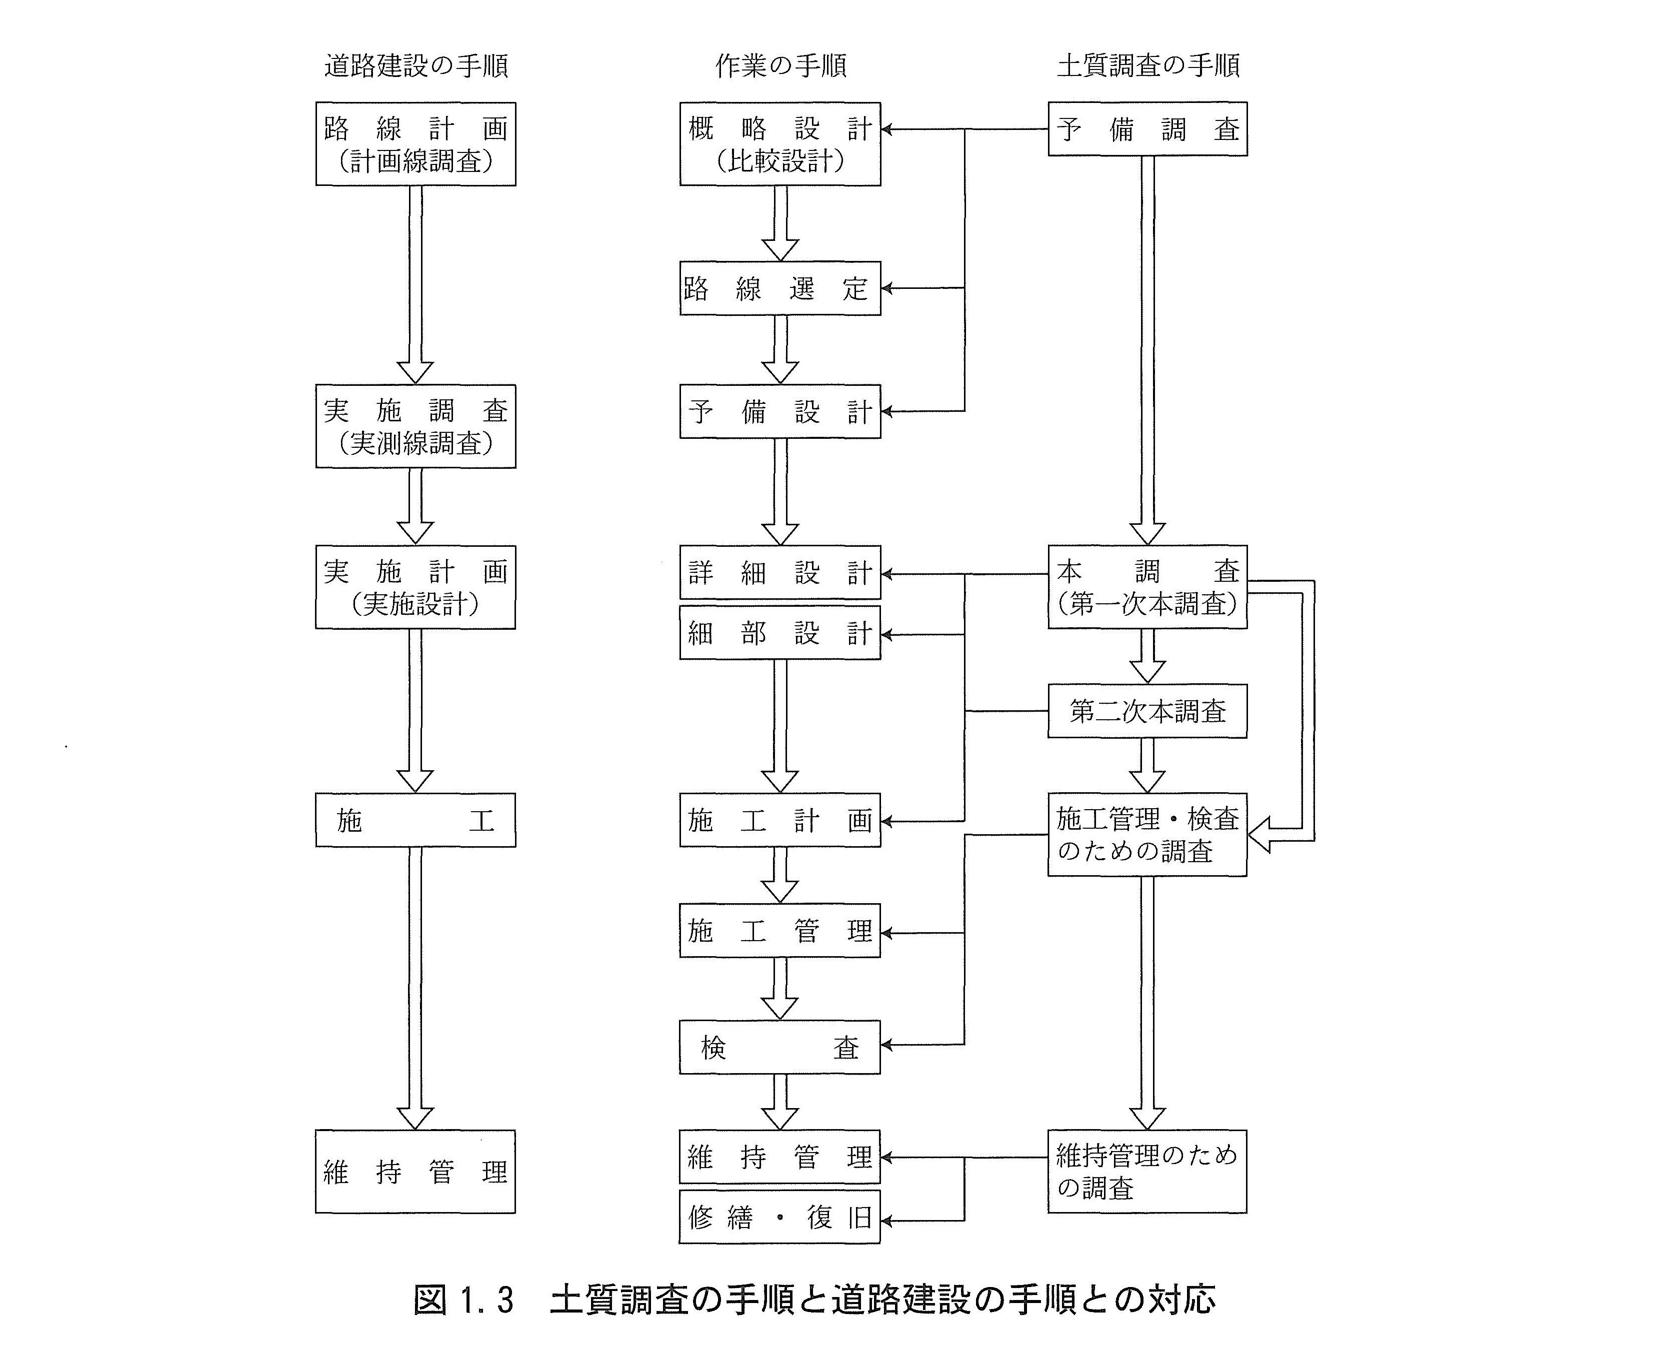 道路建設の手順
路線計画
(計画線調査)
実施調査
(実測線調査)
実施計画
(実施設計)
施工
維持管理
作業の手順
概略設計
(比較設計)
路線選定
予備設計
詳細設計
細部設計
施工計画
施工管理
検査
維持管理
修繕・復旧
土質調査の手順
予備調査
本調査
(第一次本調査)
第二次本調査
施工管理・検査
のための調査
維持管理のため
の調査
図1.3 土質調査の手順と道路建設の手順との対応